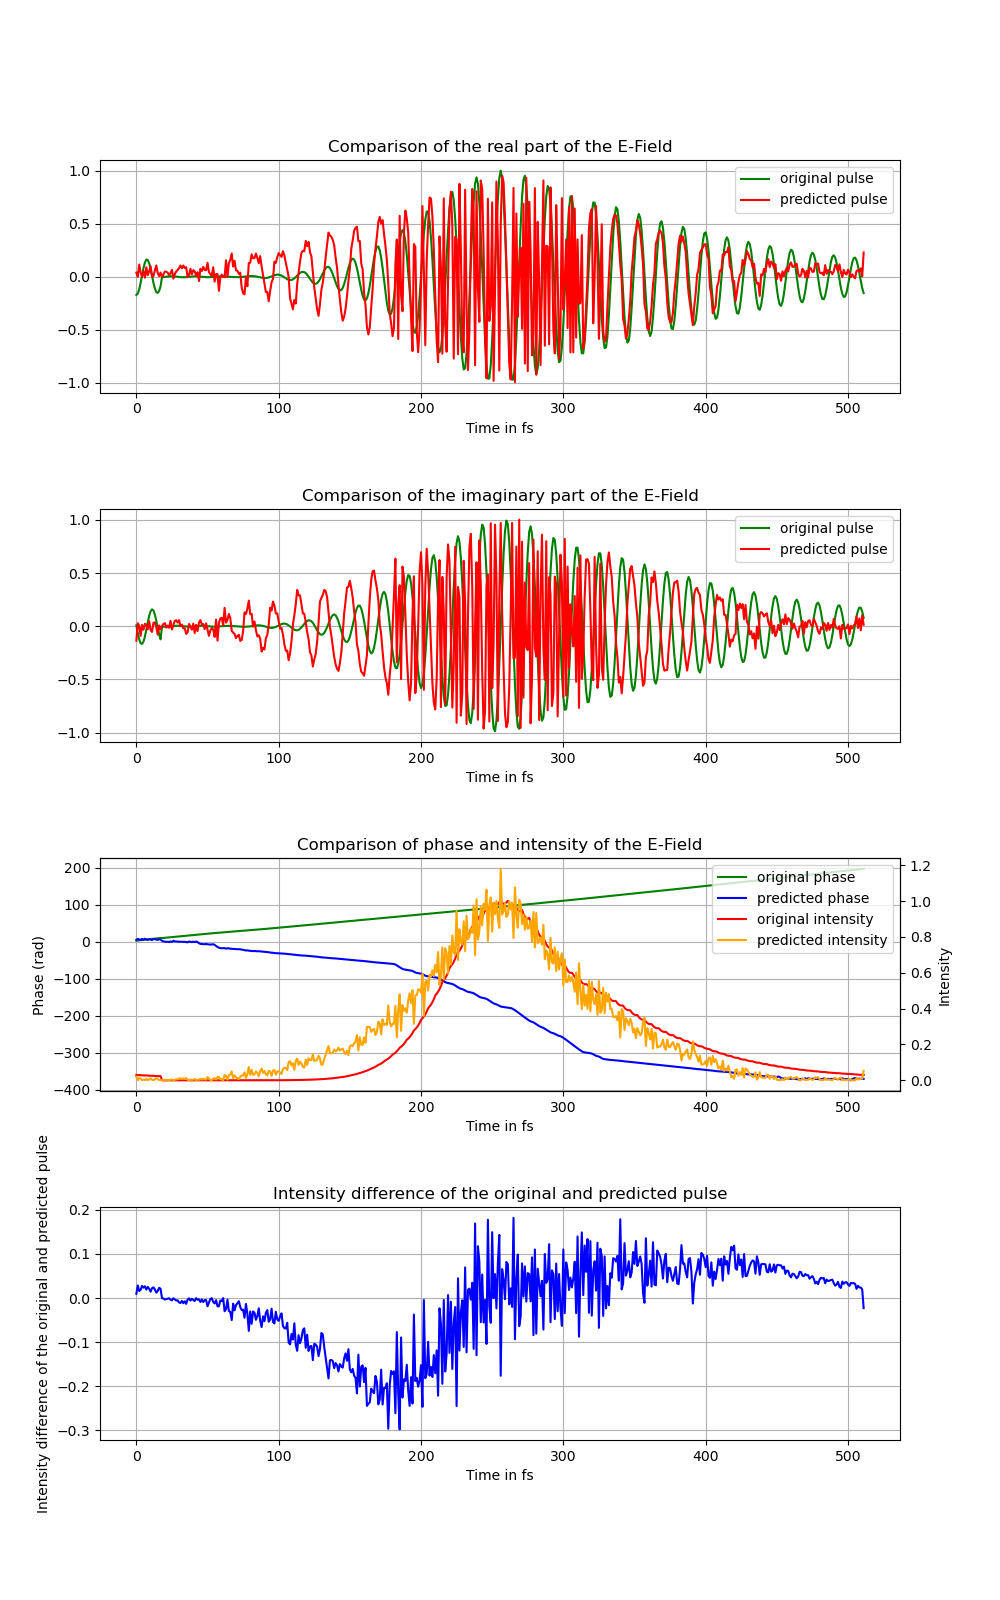 Comparison of the real part of the E-Field
1.0
0.5
0.0
−0.5
−1.0
original pulse
predicted pulse
0 100 200 300 400 500
Time in fs
Comparison of the imaginary part of the E-Field
1.0
0.5
0.0
−0.5
−1.0
original pulse
predicted pulse
0 100 200 300 400 500
Time in fs
Comparison of phase and intensity of the E-Field
Phase (rad)
200
100
0
−100
−200
−300
−400
original phase
predicted phase
original intensity
predicted intensity
1.2
1.0
0.8
0.6
0.4
0.2
0.0
Intensity
0 100 200 300 400 500
Time in fs
Intensity difference of the original and predicted pulse
Intensity difference of the original and predicted pulse
0.2
0.1
0.0
−0.1
−0.2
−0.3
0 100 200 300 400 500
Time in fs